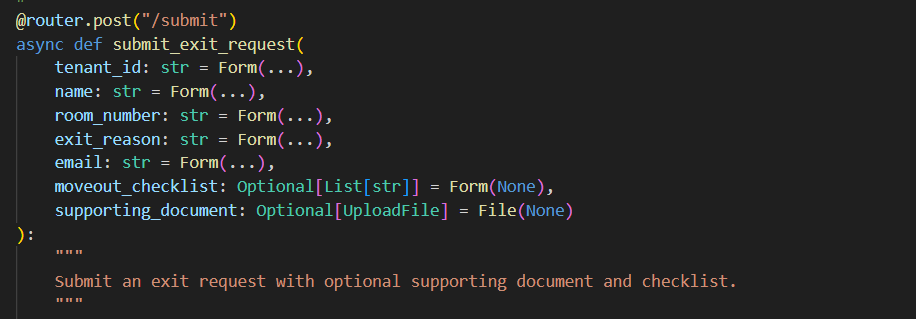 @router.post("/submit")
async def submit_exit_request(
    tenant_id: str = Form(...),
    name: str = Form(...),
    room_number: str = Form(...),
    exit_reason: str = Form(...),
    email: str = Form(...),
    moveout_checklist: Optional[List[str]] = Form(None),
    supporting_document: Optional[UploadFile] = File(None)
):
    """
    Submit an exit request with optional supporting document and checklist.
    """